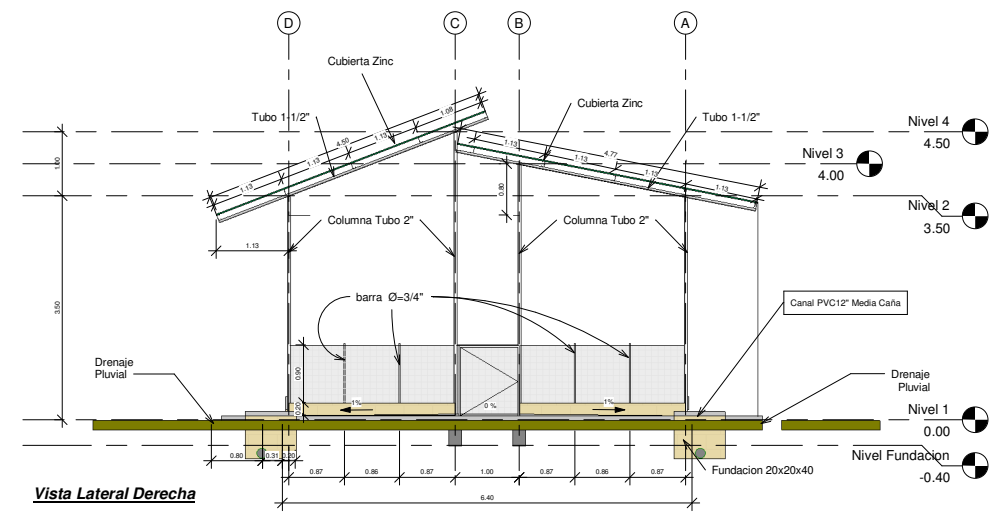 D
C
B
A
Cubierta Zinc
Tubo 1-1/2"
1.08
1.13
4.50
1.13
1.13
1.13
Cubierta Zinc
Tubo 1-1/2"
1.13
4.77
1.13
1.13
1.13
Nivel 4
4.50
Nivel 3
4.00
Nivel 2
3.50
0.80
3.50
1.13
Columna Tubo 2"
Columna Tubo 2"
barra Ø=3/4"
Canal PVC12" Media Caña
Drenaje
Pluvial
0.90
0.20
1%
0 %
1%
Drenaje
Pluvial
Nivel 1
0.00
Nivel Fundacion
-0.40
Fundacion 20x20x40
0.80
0.31
0.20
0.87
0.86
0.87
1.00
0.87
0.86
0.87
6.40
Vista Lateral Derecha